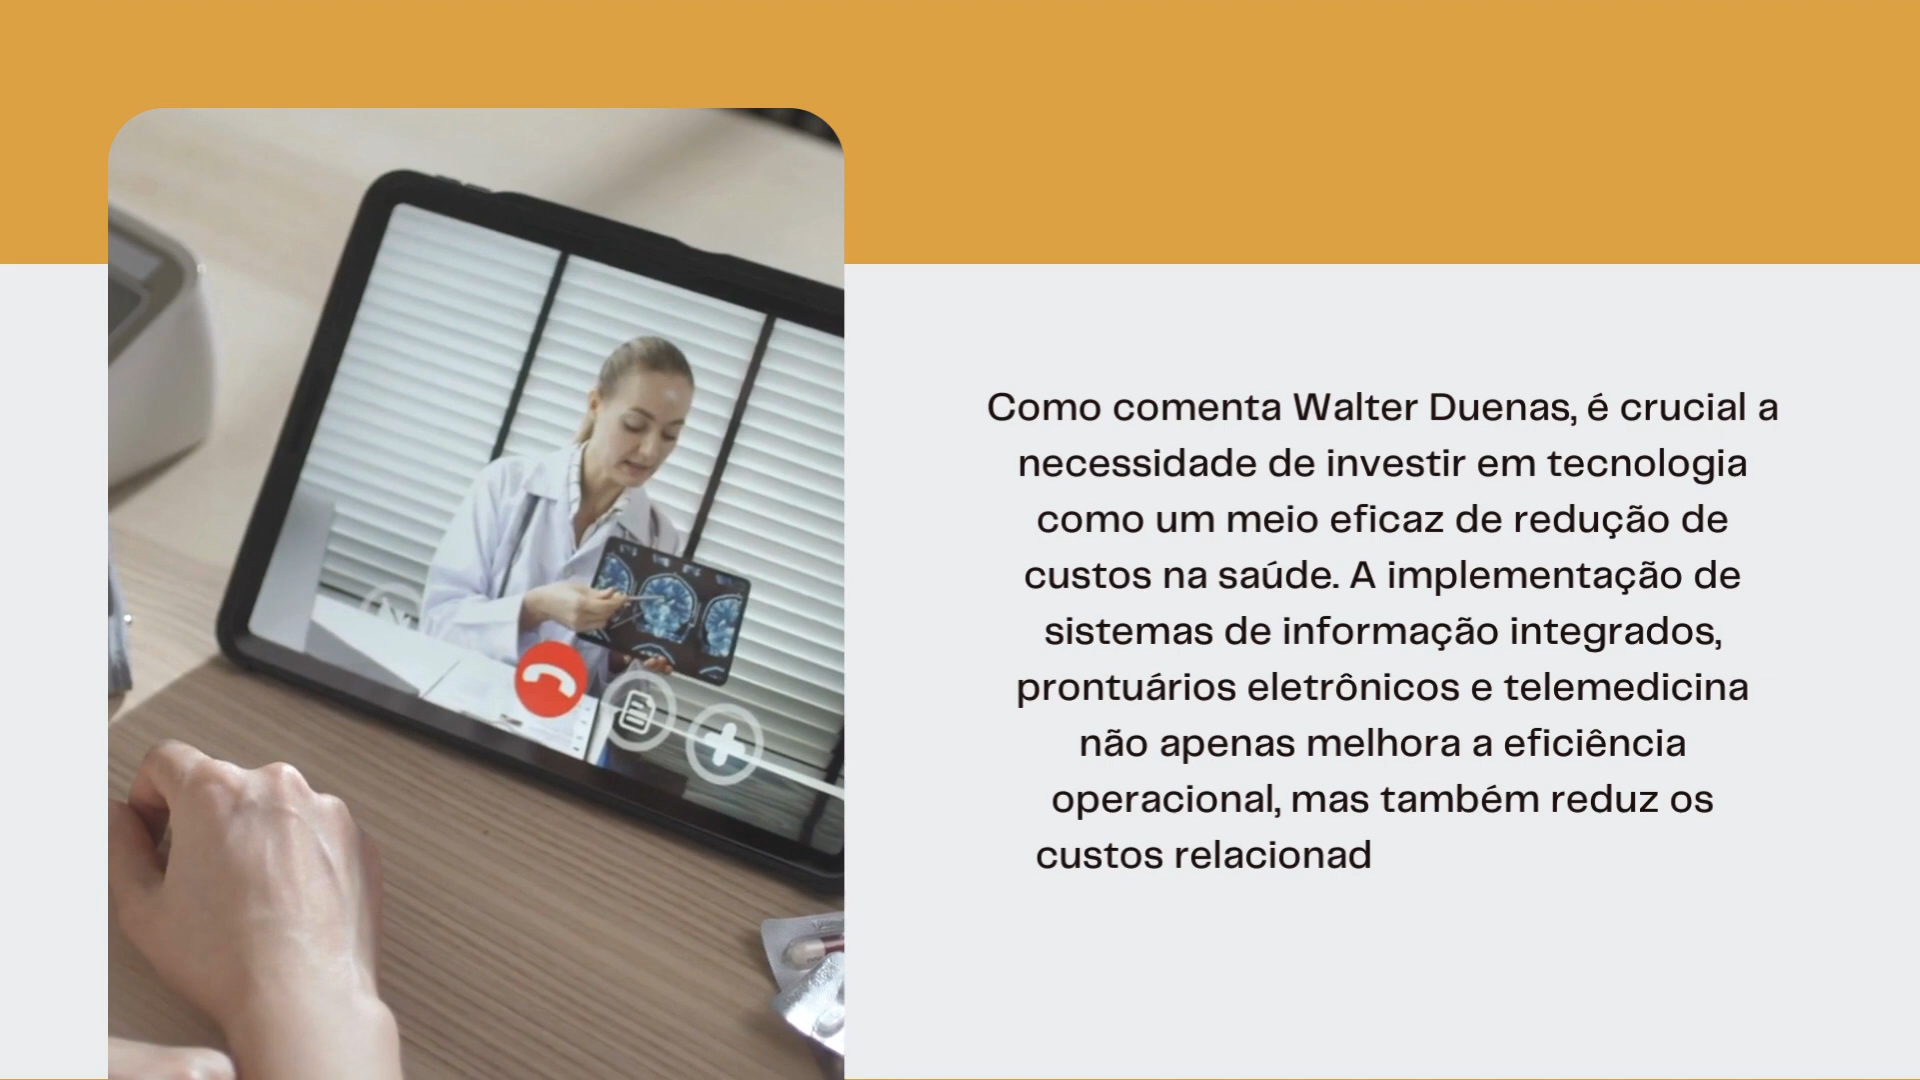 Como comenta Walter Duenas, é crucial a
necessidade de investir em tecnologia
como um meio eficaz de redução de
custos na saúde. A implementação de
sistemas de informação integrados,
prontuários eletrônicos e telemedicina
não apenas melhora a eficiência
operacional, mas também reduz os
custos relacionad